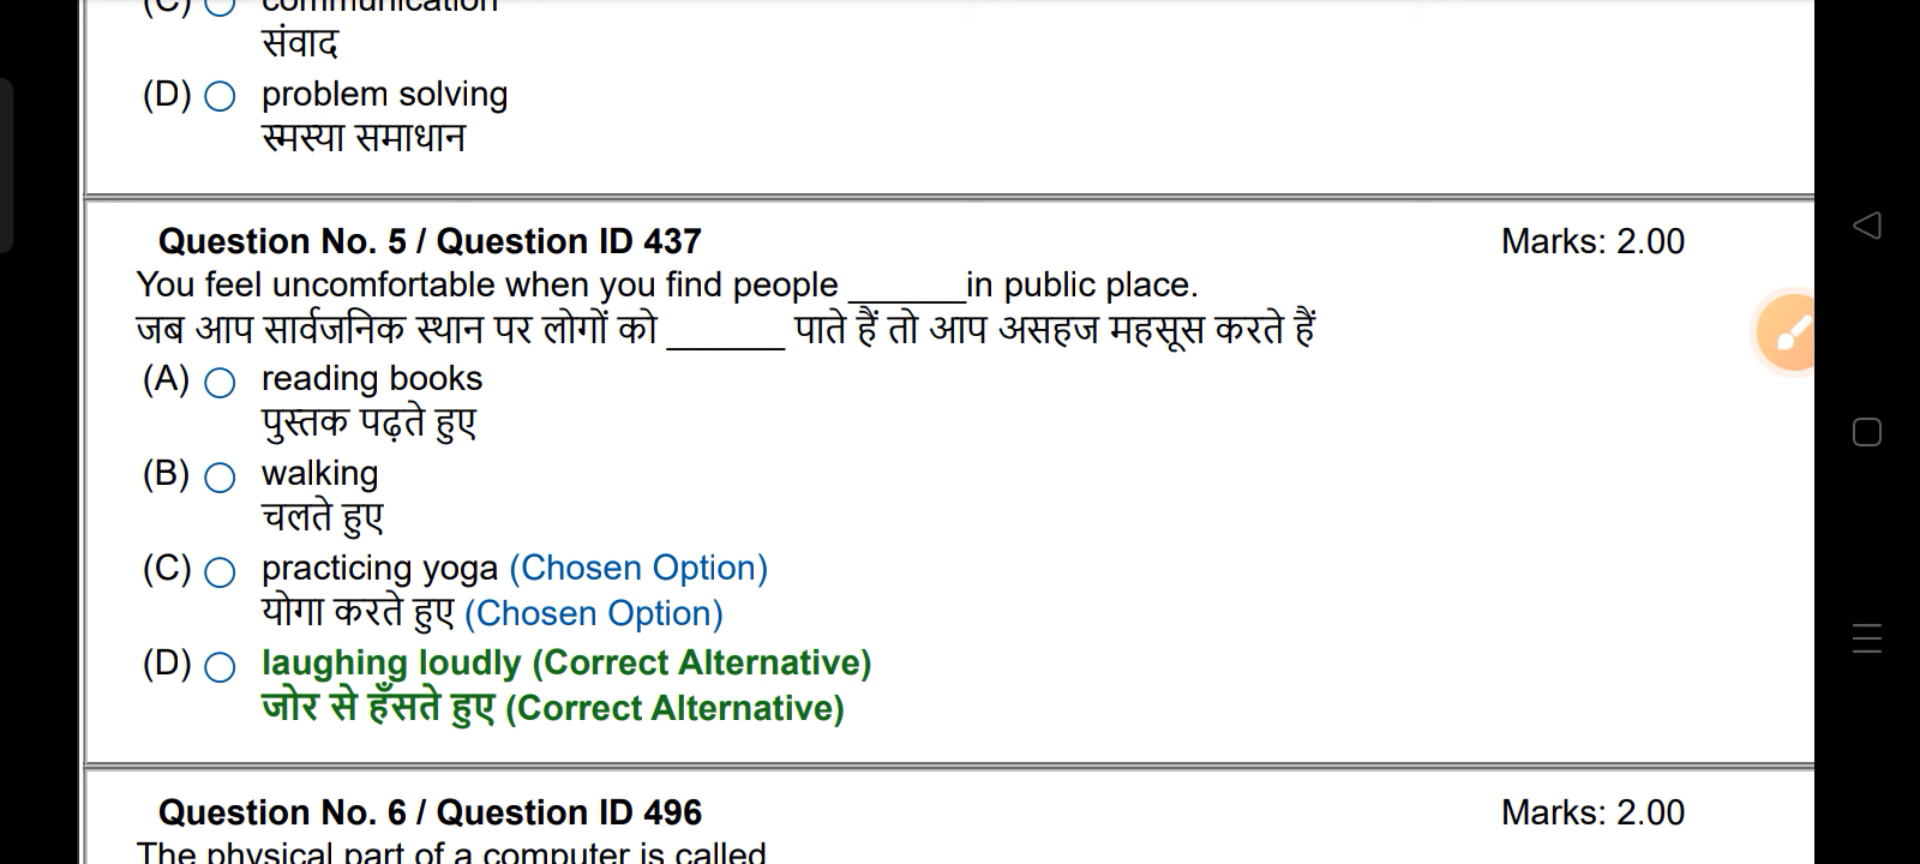 (C) communication
संवाद
(D) problem solving
स्मस्या समाधान
Question No. 5 / Question ID 437 Marks: 2.00
You feel uncomfortable when you find people ______in public place.
जब आप सार्वजनिक स्थान पर लोगों को ______ पाते हैं तो आप असहज महसूस करते हैं
(A) reading books
पुस्तक पढ़ते हुए
(B) walking
चलते हुए
(C) practicing yoga (Chosen Option)
योगा करते हुए (Chosen Option)
(D) laughing loudly (Correct Alternative)
जोर से हँसते हुए (Correct Alternative)
Question No. 6 / Question ID 496 Marks: 2.00
The physical part of a computer is called